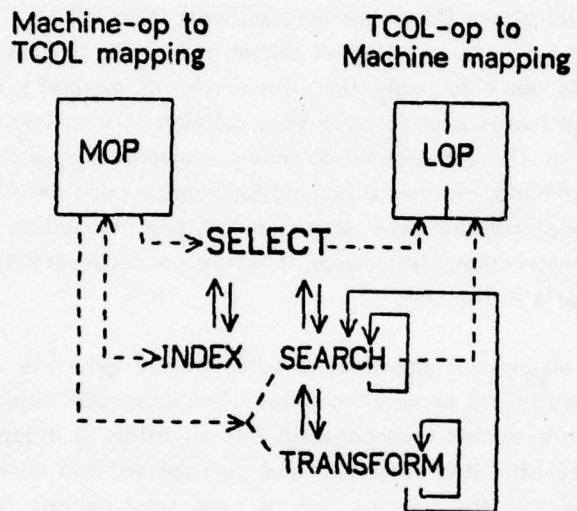 Machine-op to
TCOL mapping
TCOL-op to
Machine mapping
MOP
LOP
SELECT
INDEX
SEARCH
TRANSFORM